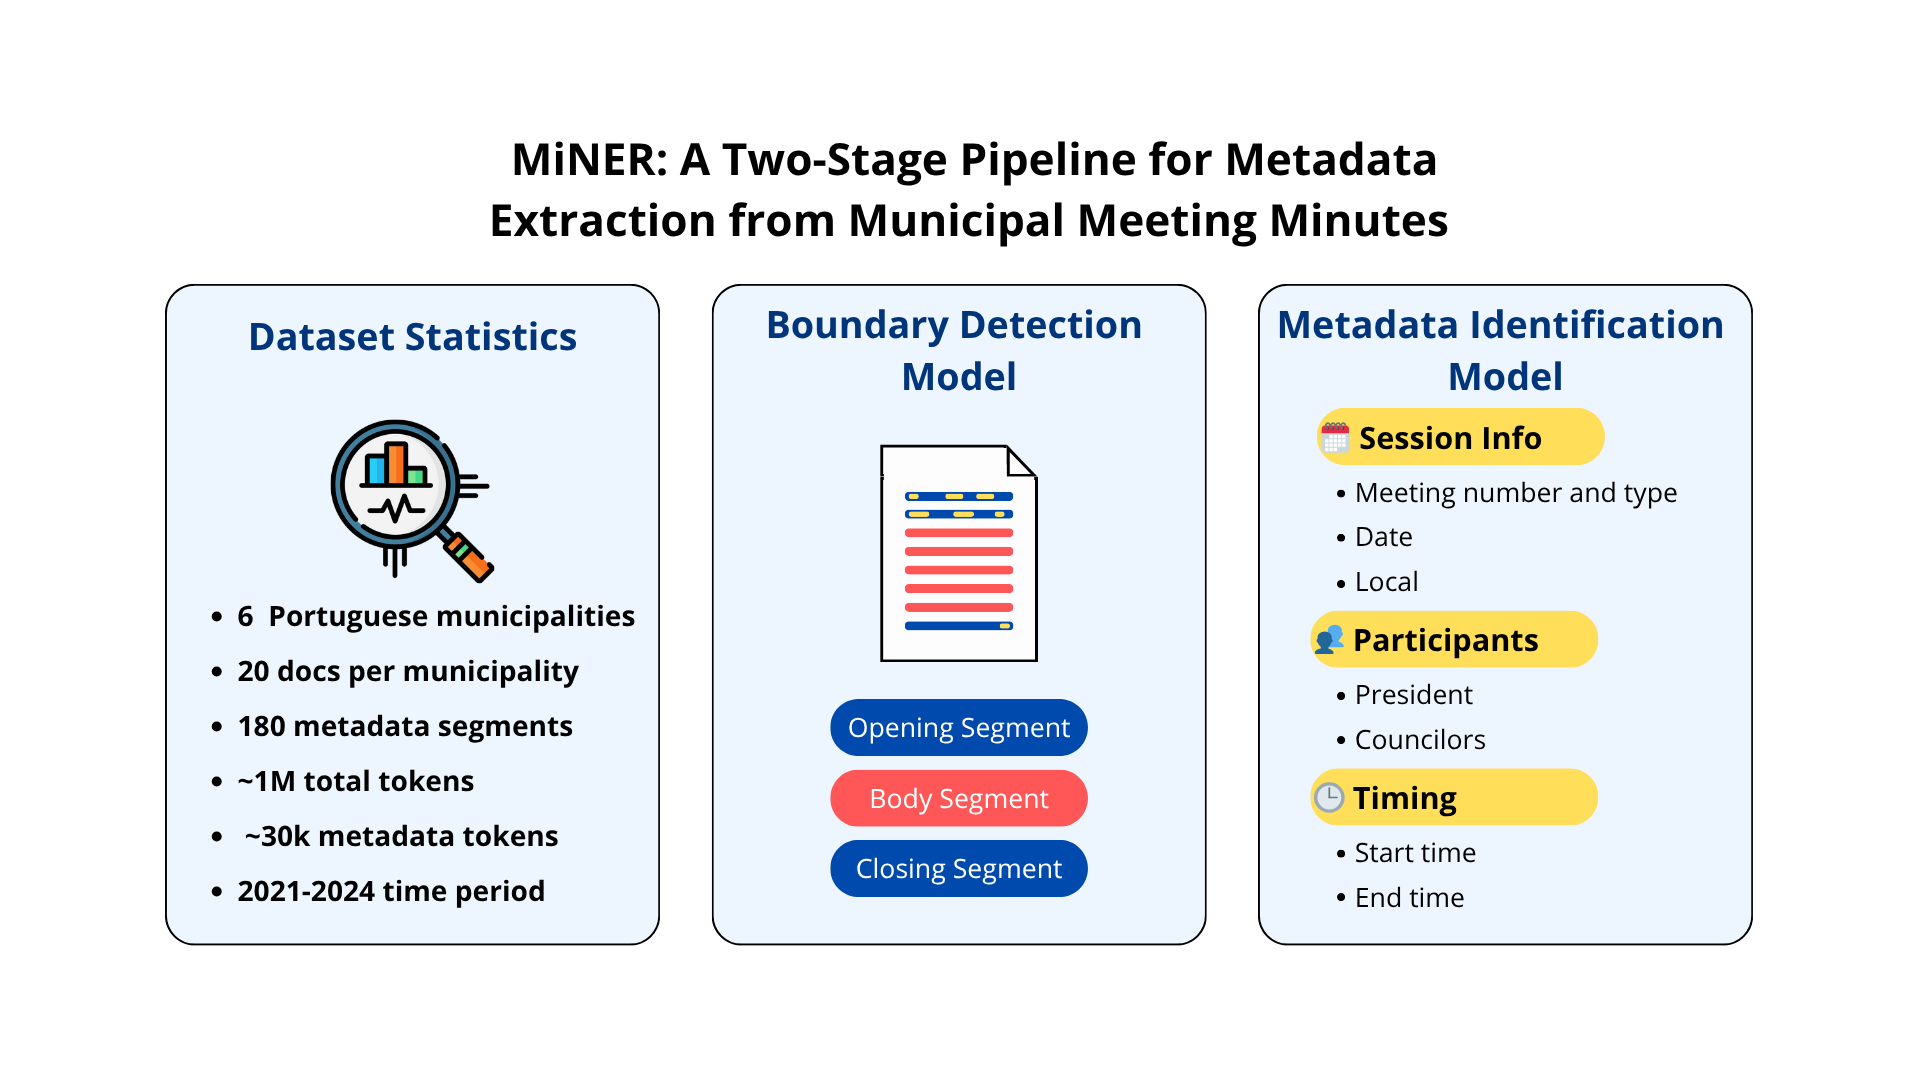 MiNER: A Two-Stage Pipeline for Metadata
Extraction from Municipal Meeting Minutes
Dataset Statistics
• 6  Portuguese municipalities
• 20 docs per municipality
• 180 metadata segments
• ~1M total tokens
• ~30k metadata tokens
• 2021-2024 time period
Boundary Detection
Model
Opening Segment
Body Segment
Closing Segment
Metadata Identification
Model
Session Info
• Meeting number and type
• Date
• Local
Participants
• President
• Councilors
Timing
• Start time
• End time